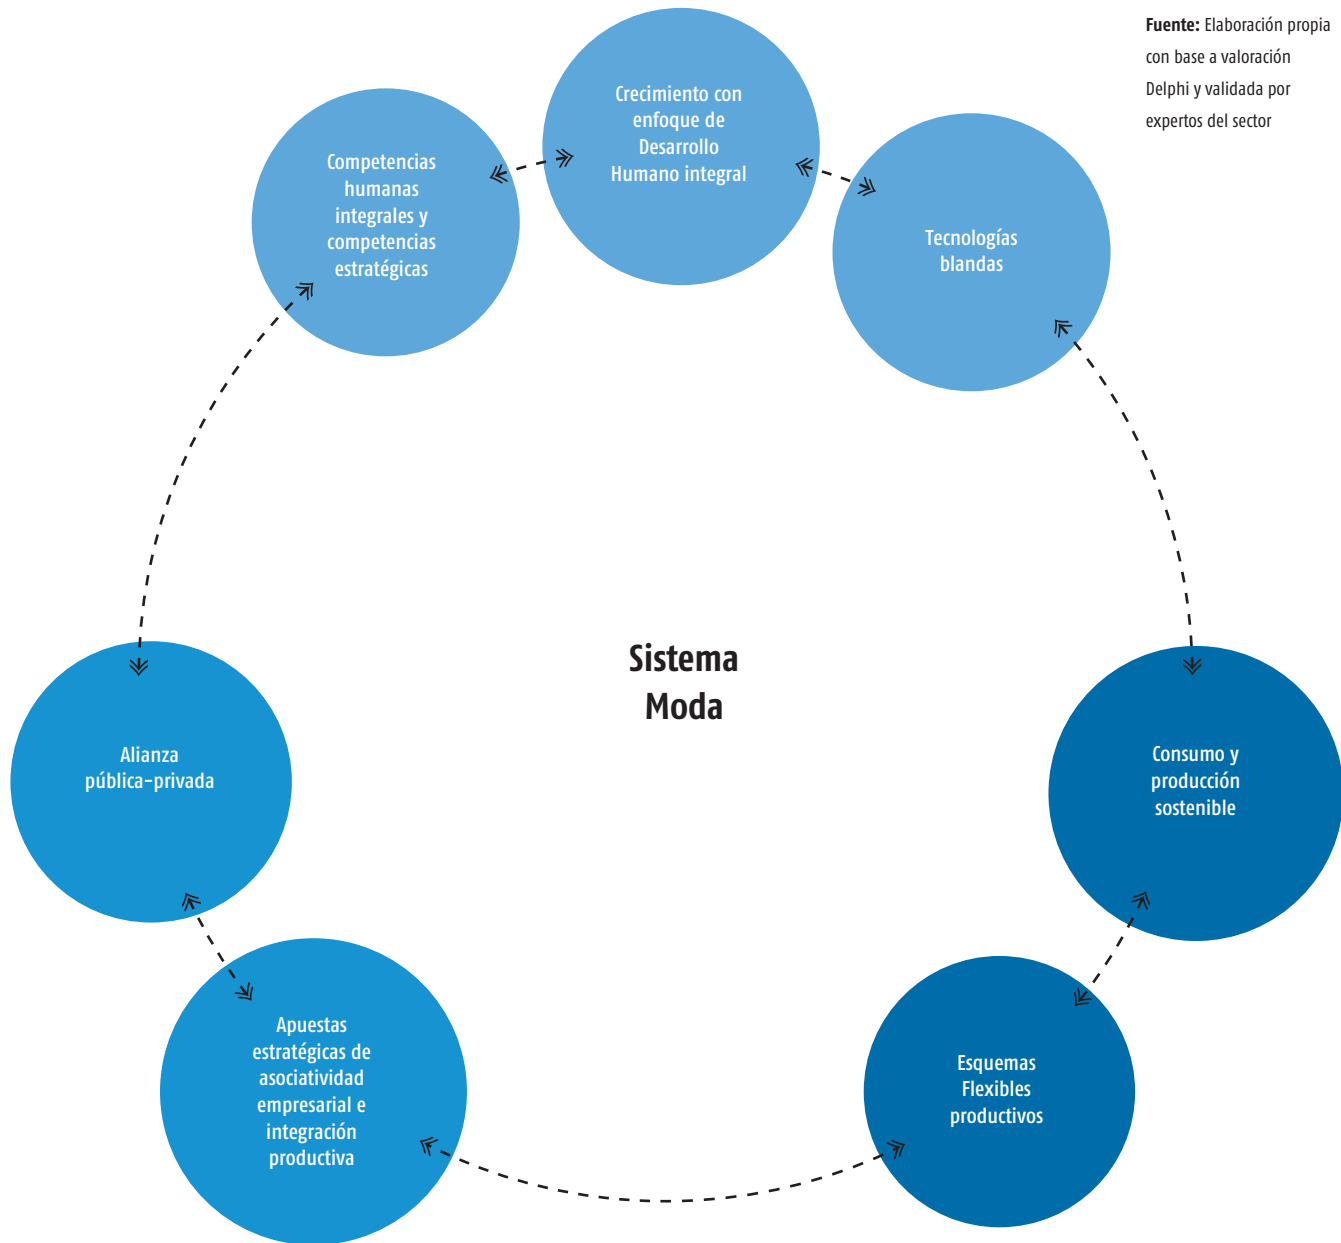 Fuente: Elaboración propia
con base a valoración
Delphi y validada por
expertos del sector
Crecimiento con
enfoque de
Desarrollo
Humano integral
Competencias
humanas
integrales y
competencias
estratégicas
Tecnologías
blandas
Sistema
Moda
Alianza
pública-privada
Consumo y
producción
sostenible
Apuestas
estratégicas de
asociatividad
empresarial e
integración
productiva
Esquemas
Flexibles
productivos